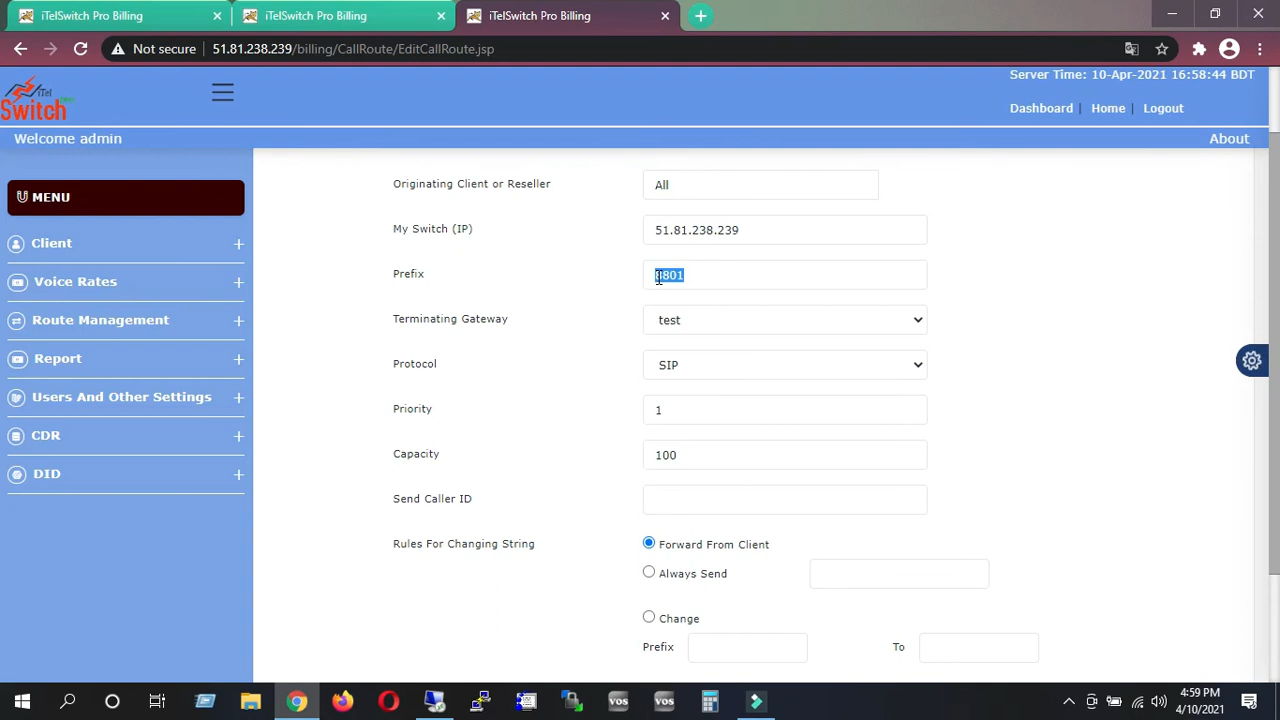 iTelSwitch Pro Billing
iTelSwitch Pro Billing
iTelSwitch Pro Billing
Not secure 51.81.238.239/billing/CallRoute/EditCallRoute.jsp
iTel
Switch
Server Time: 10-Apr-2021 16:58:44 BDT
Dashboard | Home | Logout
Welcome admin
About
MENU
Client
Voice Rates
Route Management
Report
Users And Other Settings
CDR
DID
Originating Client or Reseller All
My Switch (IP) 51.81.238.239
Prefix 8801
Terminating Gateway test
Protocol SIP
Priority 1
Capacity 100
Send Caller ID
Rules For Changing String Forward From Client
Always Send
Change
Prefix To
VOS VOS
4:59 PM
4/10/2021